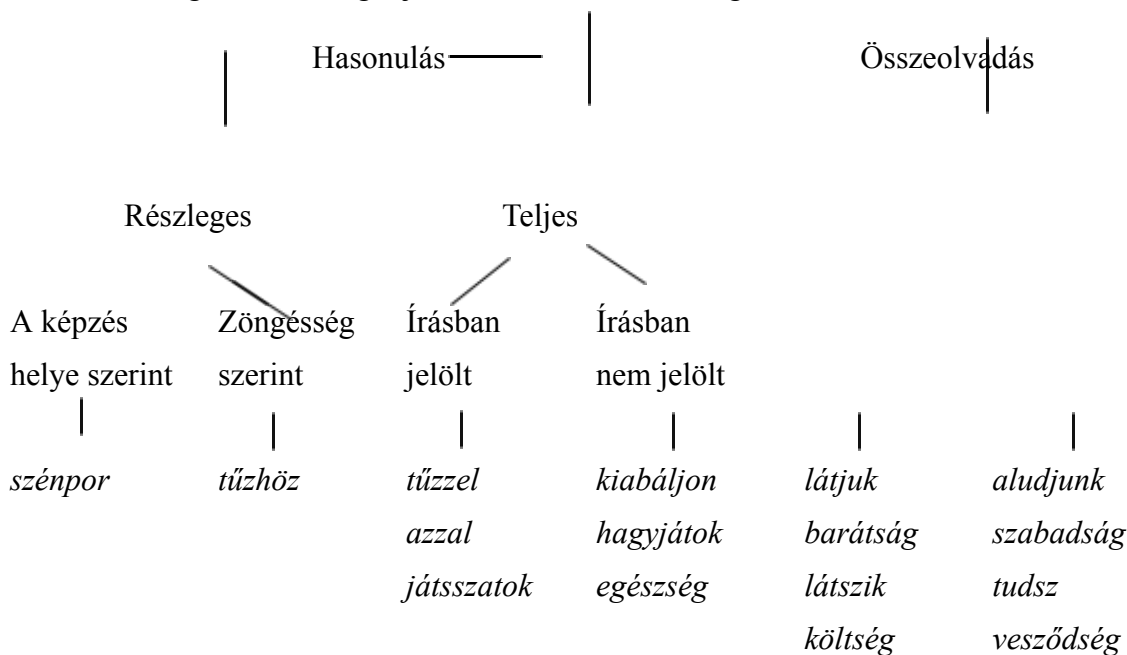 Hasonulás Összeolvadás
Részleges Teljes
A képzés Zöngésség Írásban Írásban
helye szerint szerint jelölt nem jelölt
szénpor tűzhöz tűzzel kiabáljon látjuk aludjunk
azzal hagyjátok barátság szabadság
játsszatok egészség látszik tudsz
költség vesződség